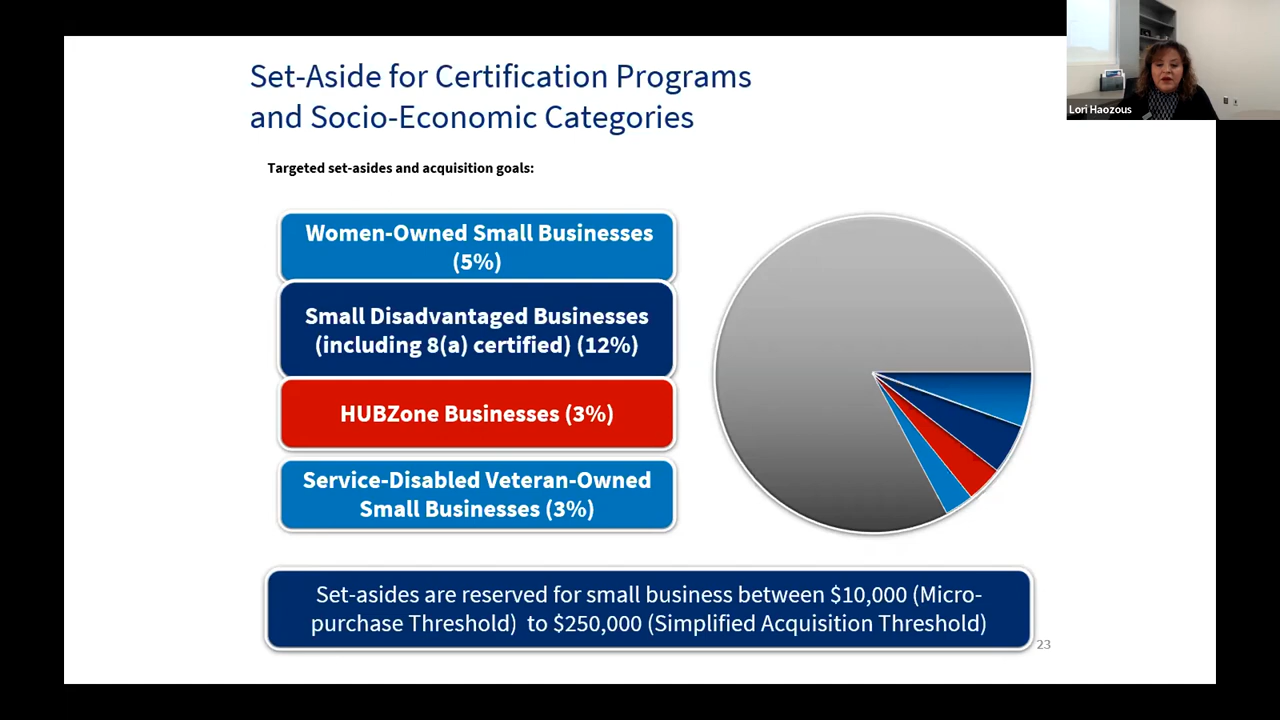 Set-Aside for Certification Programs
and Socio-Economic Categories
Targeted set-asides and acquisition goals:
Women-Owned Small Businesses
(5%)
Small Disadvantaged Businesses
(including 8(a) certified) (12%)
HUBZone Businesses (3%)
Service-Disabled Veteran-Owned
Small Businesses (3%)
Set-asides are reserved for small business between $10,000 (Micro-
purchase Threshold)  to $250,000 (Simplified Acquisition Threshold)
23
Lori Haozous